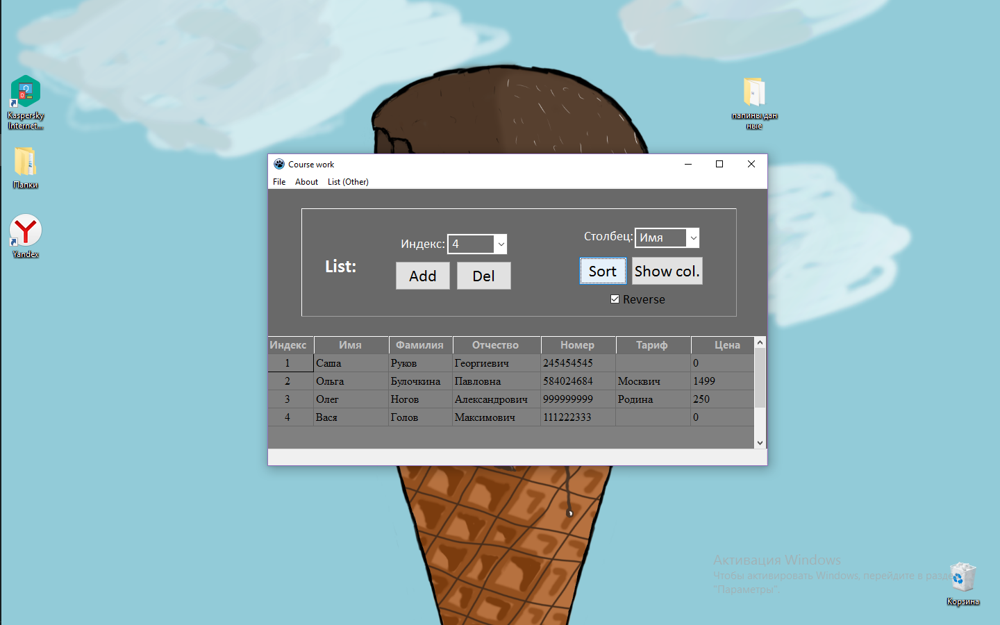 Kaspersky
Internet...
Папки
Yandex
папины дан
ные
Course work
File About List (Other)
List:
Индекс: 4
Add Del
Столбец: Имя
Sort Show col.
Reverse
Индекс Имя Фамилия Отчество Номер Тариф Цена
1 Саша Руков Георгиевич 245454545 0
2 Ольга Булочкина Павловна 584024684 Москвич 1499
3 Олег Ногов Александрович 999999999 Родина 250
4 Вася Голов Максимович 111222333 0
Активация Windows
Чтобы активировать Windows, перейдите в разде
"Параметры".
Корзина